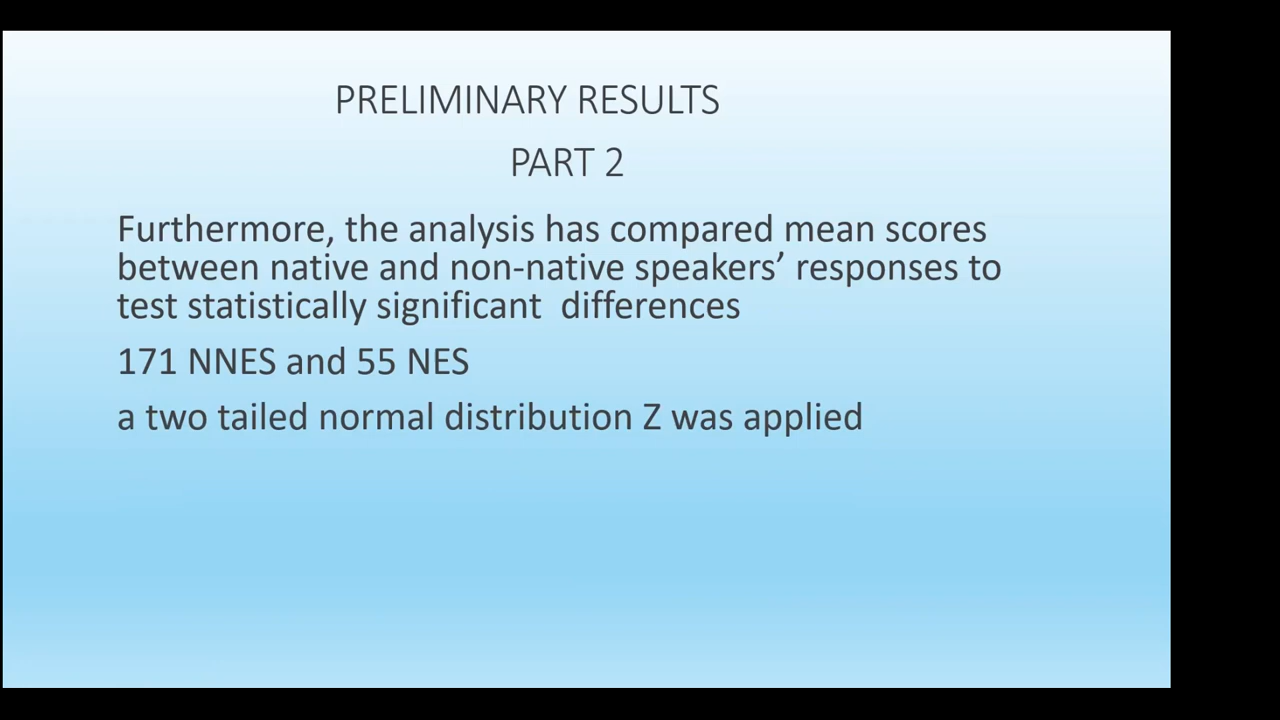 PRELIMINARY RESULTS
PART 2
Furthermore, the analysis has compared mean scores
between native and non-native speakers’ responses to
test statistically significant  differences
171 NNES and 55 NES
a two tailed normal distribution Z was applied